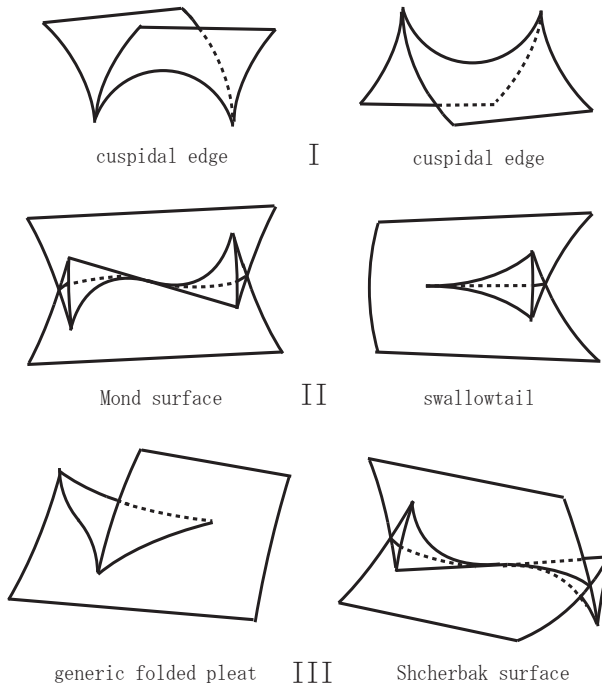 cuspidal edge I cuspidal edge
Mond surface II swallowtail
generic folded pleat III Shcherbak surface